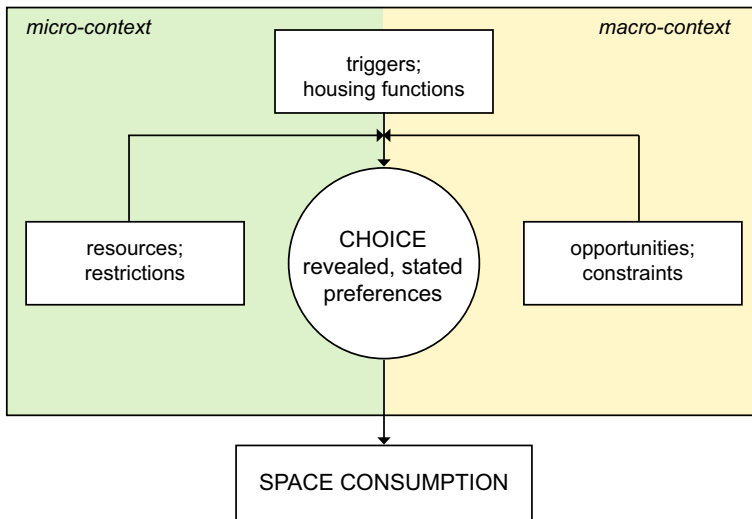 micro-context
macro-context
triggers;
housing functions
resources;
restrictions
CHOICE
revealed, stated
preferences
opportunities;
constraints
SPACE CONSUMPTION